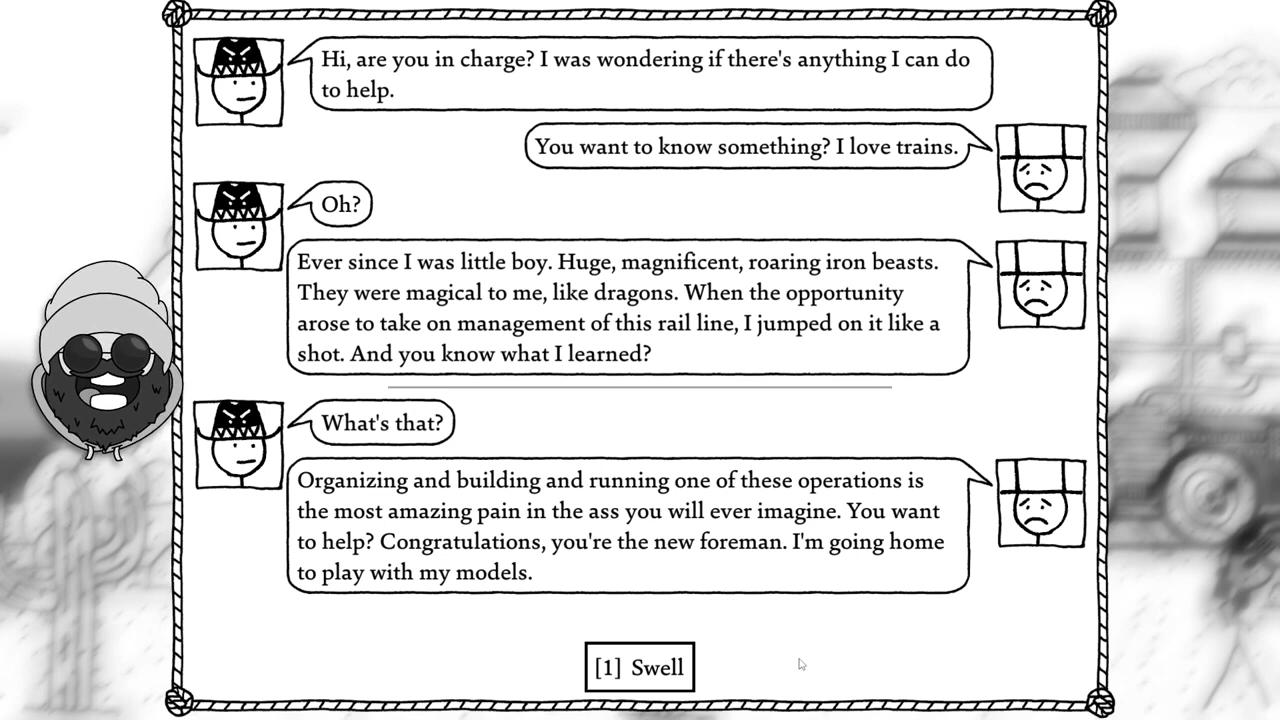 Hi, are you in charge? I was wondering if there's anything I can do
to help.
You want to know something? I love trains.
Oh?
Ever since I was little boy. Huge, magnificent, roaring iron beasts.
They were magical to me, like dragons. When the opportunity
arose to take on management of this rail line, I jumped on it like a
shot. And you know what I learned?
What's that?
Organizing and building and running one of these operations is
the most amazing pain in the ass you will ever imagine. You want
to help? Congratulations, you're the new foreman. I'm going home
to play with my models.
[1] Swell